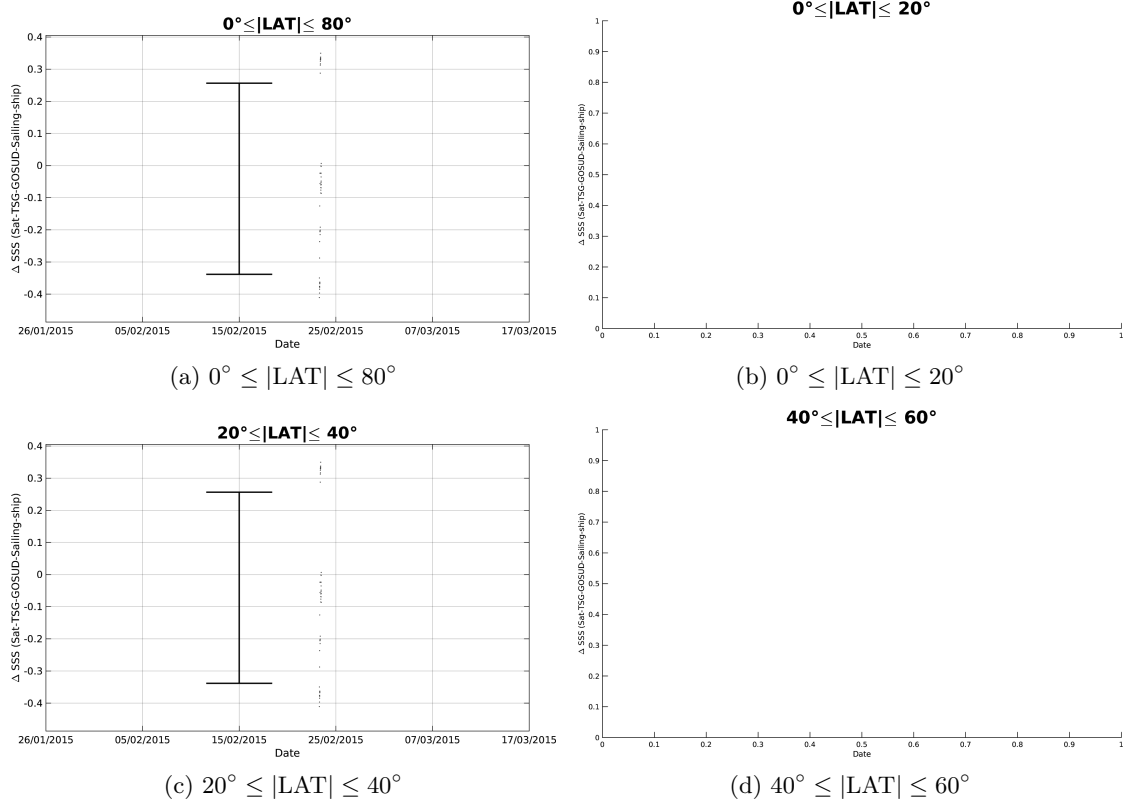 0°≤|LAT|≤ 80°
0.4
0.3
0.2
0.1
0
-0.1
-0.2
-0.3
-0.4
Δ SSS (Sat-TSG-GOSUD-Sailing-ship)
26/01/2015 05/02/2015 15/02/2015 25/02/2015 07/03/2015 17/03/2015
Date
(a) 0° ≤ |LAT| ≤ 80°
0°≤|LAT|≤ 20°
1
0.9
0.8
0.7
0.6
0.5
0.4
0.3
0.2
0.1
0
Δ SSS (Sat-TSG-GOSUD-Sailing-ship)
0 0.1 0.2 0.3 0.4 0.5 0.6 0.7 0.8 0.9 1
Date
(b) 0° ≤ |LAT| ≤ 20°
20°≤|LAT|≤ 40°
0.4
0.3
0.2
0.1
0
-0.1
-0.2
-0.3
-0.4
Δ SSS (Sat-TSG-GOSUD-Sailing-ship)
26/01/2015 05/02/2015 15/02/2015 25/02/2015 07/03/2015 17/03/2015
Date
(c) 20° ≤ |LAT| ≤ 40°
40°≤|LAT|≤ 60°
1
0.9
0.8
0.7
0.6
0.5
0.4
0.3
0.2
0.1
0
Δ SSS (Sat-TSG-GOSUD-Sailing-ship)
0 0.1 0.2 0.3 0.4 0.5 0.6 0.7 0.8 0.9 1
Date
(d) 40° ≤ |LAT| ≤ 60°